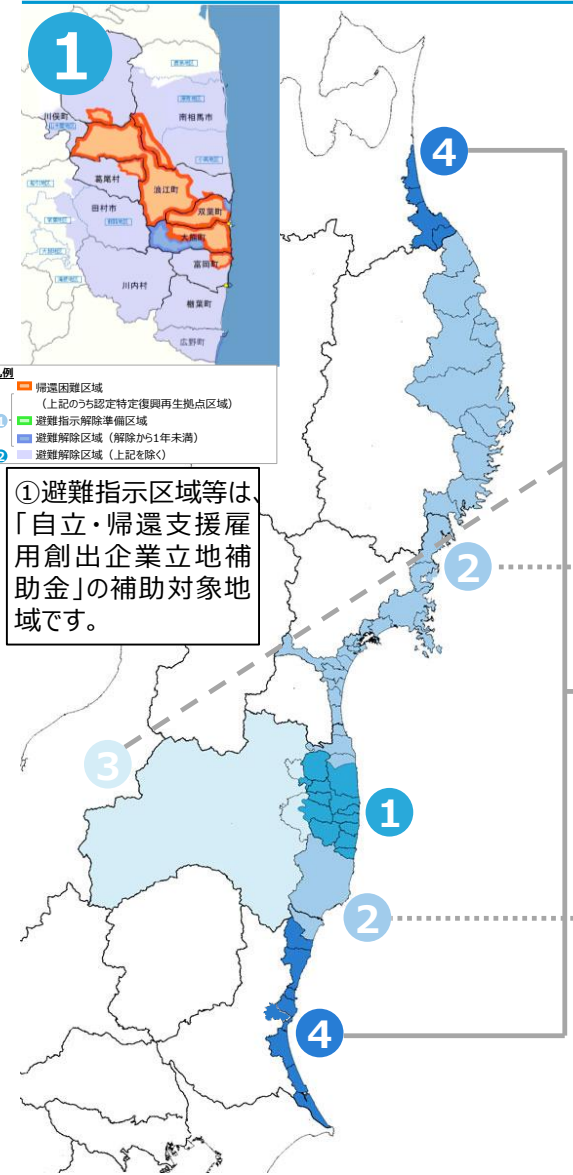 1
川俣町
南相馬市
葛尾村
浪江町
田村市
双葉町
大熊町
富岡町
川内村
楢葉町
広野町
凡例
帰還困難区域
（上記のうち認定特定復興再生拠点区域）
1
避難指示解除準備区域
避難解除区域（解除から1年未満）
2
避難解除区域（上記を除く）
①避難指示区域等は、
「自立・帰還支援雇
用創出企業立地補
助金」の補助対象地
域です。
4
2
3
1
2
4